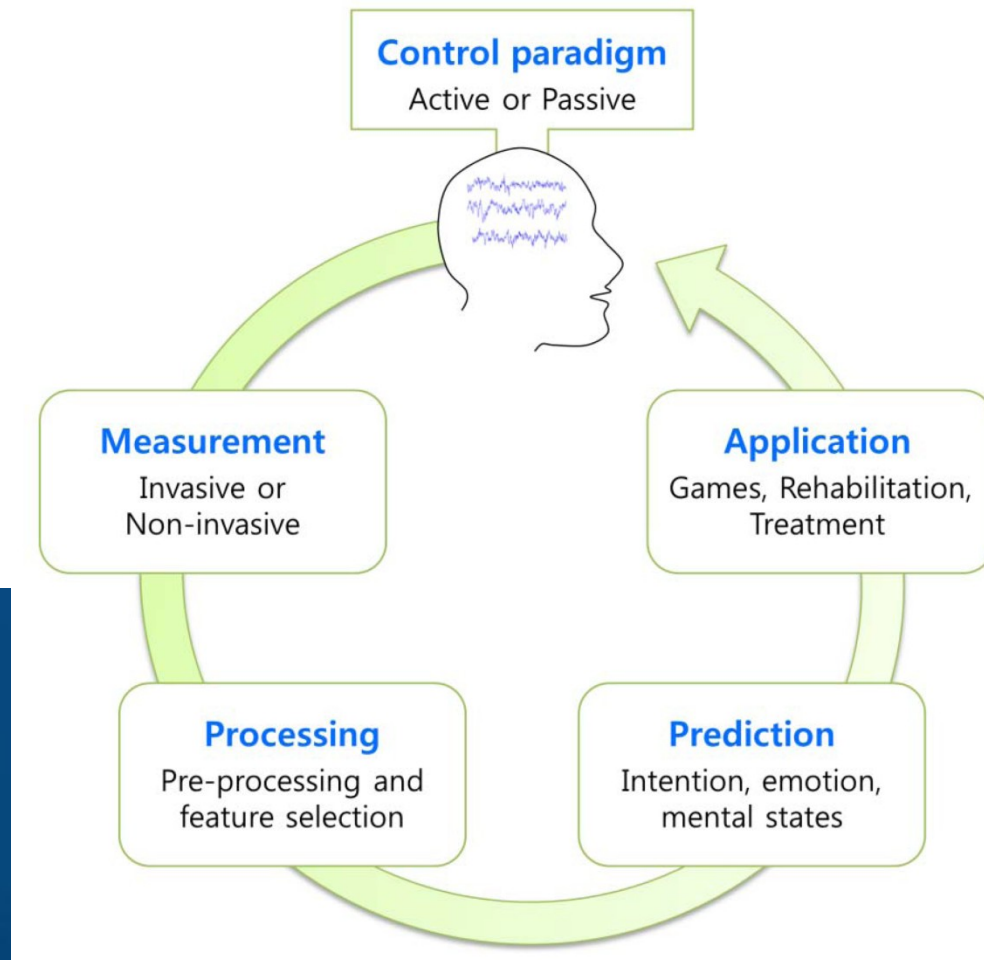 Control paradigm
Active or Passive
Measurement
Invasive or
Non-invasive
Application
Games, Rehabilitation,
Treatment
Processing
Pre-processing and
feature selection
Prediction
Intention, emotion,
mental states